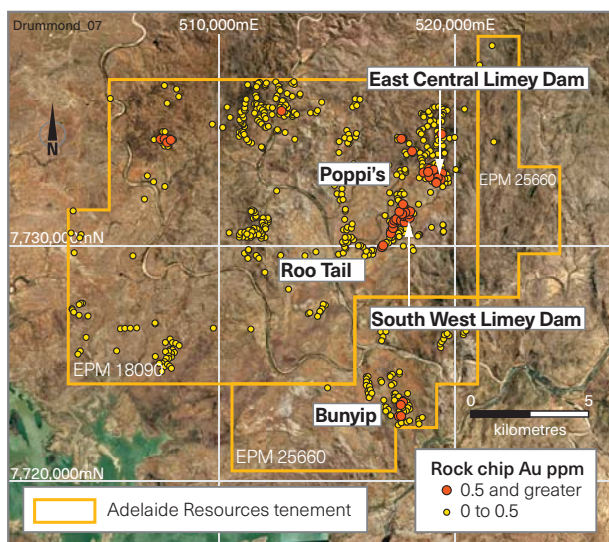 Drummond_07
510,000mE
520,000mE
East Central Limey Dam
N
Poppi's
EPM 25660
7,730,000mN
Roo Tail
South West Limey Dam
EPM 18090
Bunyip
0
5
kilometres
EPM 25660
7,720,000mN
Rock chip Au ppm
0.5 and greater
0 to 0.5
Adelaide Resources tenement